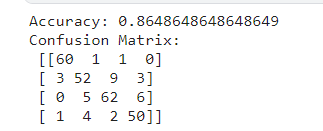 Accuracy: 0.8648648648648649
Confusion Matrix:
[[60 1 1 0]
[ 3 52 9 3]
[ 0 5 62 6]
[ 1 4 2 50]]